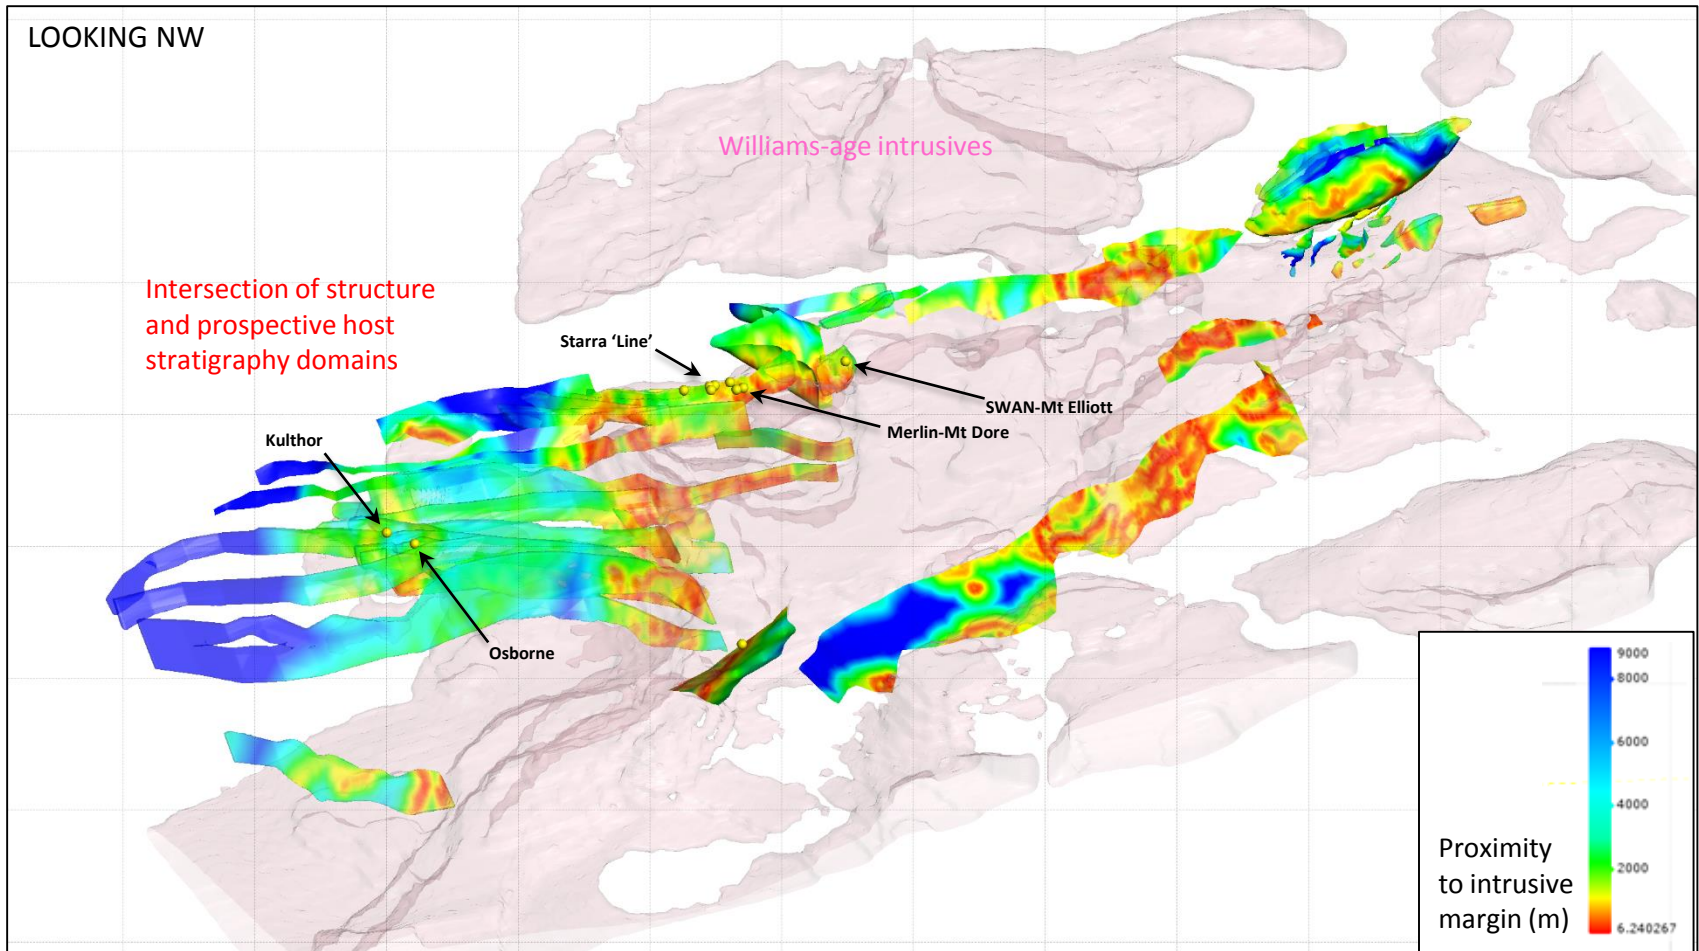 LOOKING NW
Williams-age intrusives
Intersection of structure
and prospective host
stratigraphy domains
Starra ‘Line’
SWAN-Mt Elliott
Merlin-Mt Dore
Kulthor
Osborne
9000
8000
6000
4000
2000
6.240267
Proximity
to intrusive
margin (m)